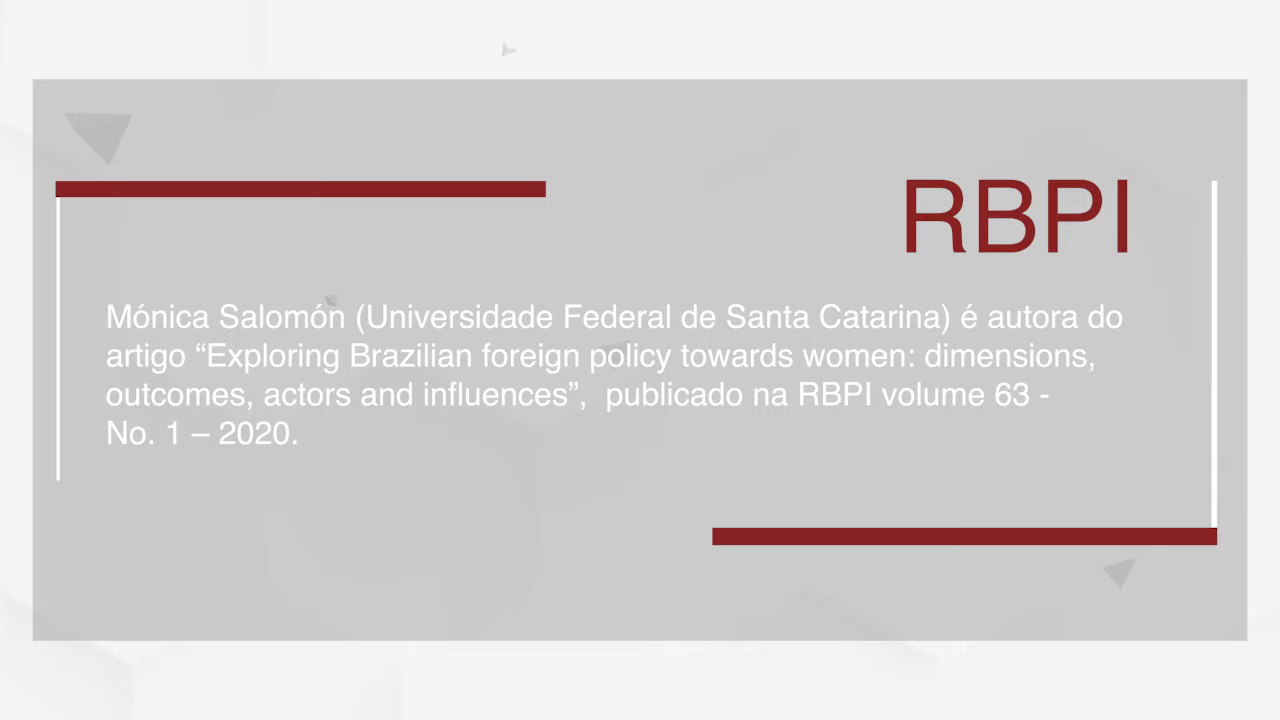 RBPI
Mónica Salomón (Universidade Federal de Santa Catarina) é autora do
artigo “Exploring Brazilian foreign policy towards women: dimensions,
outcomes, actors and influences”,  publicado na RBPI volume 63 -
No. 1 – 2020.